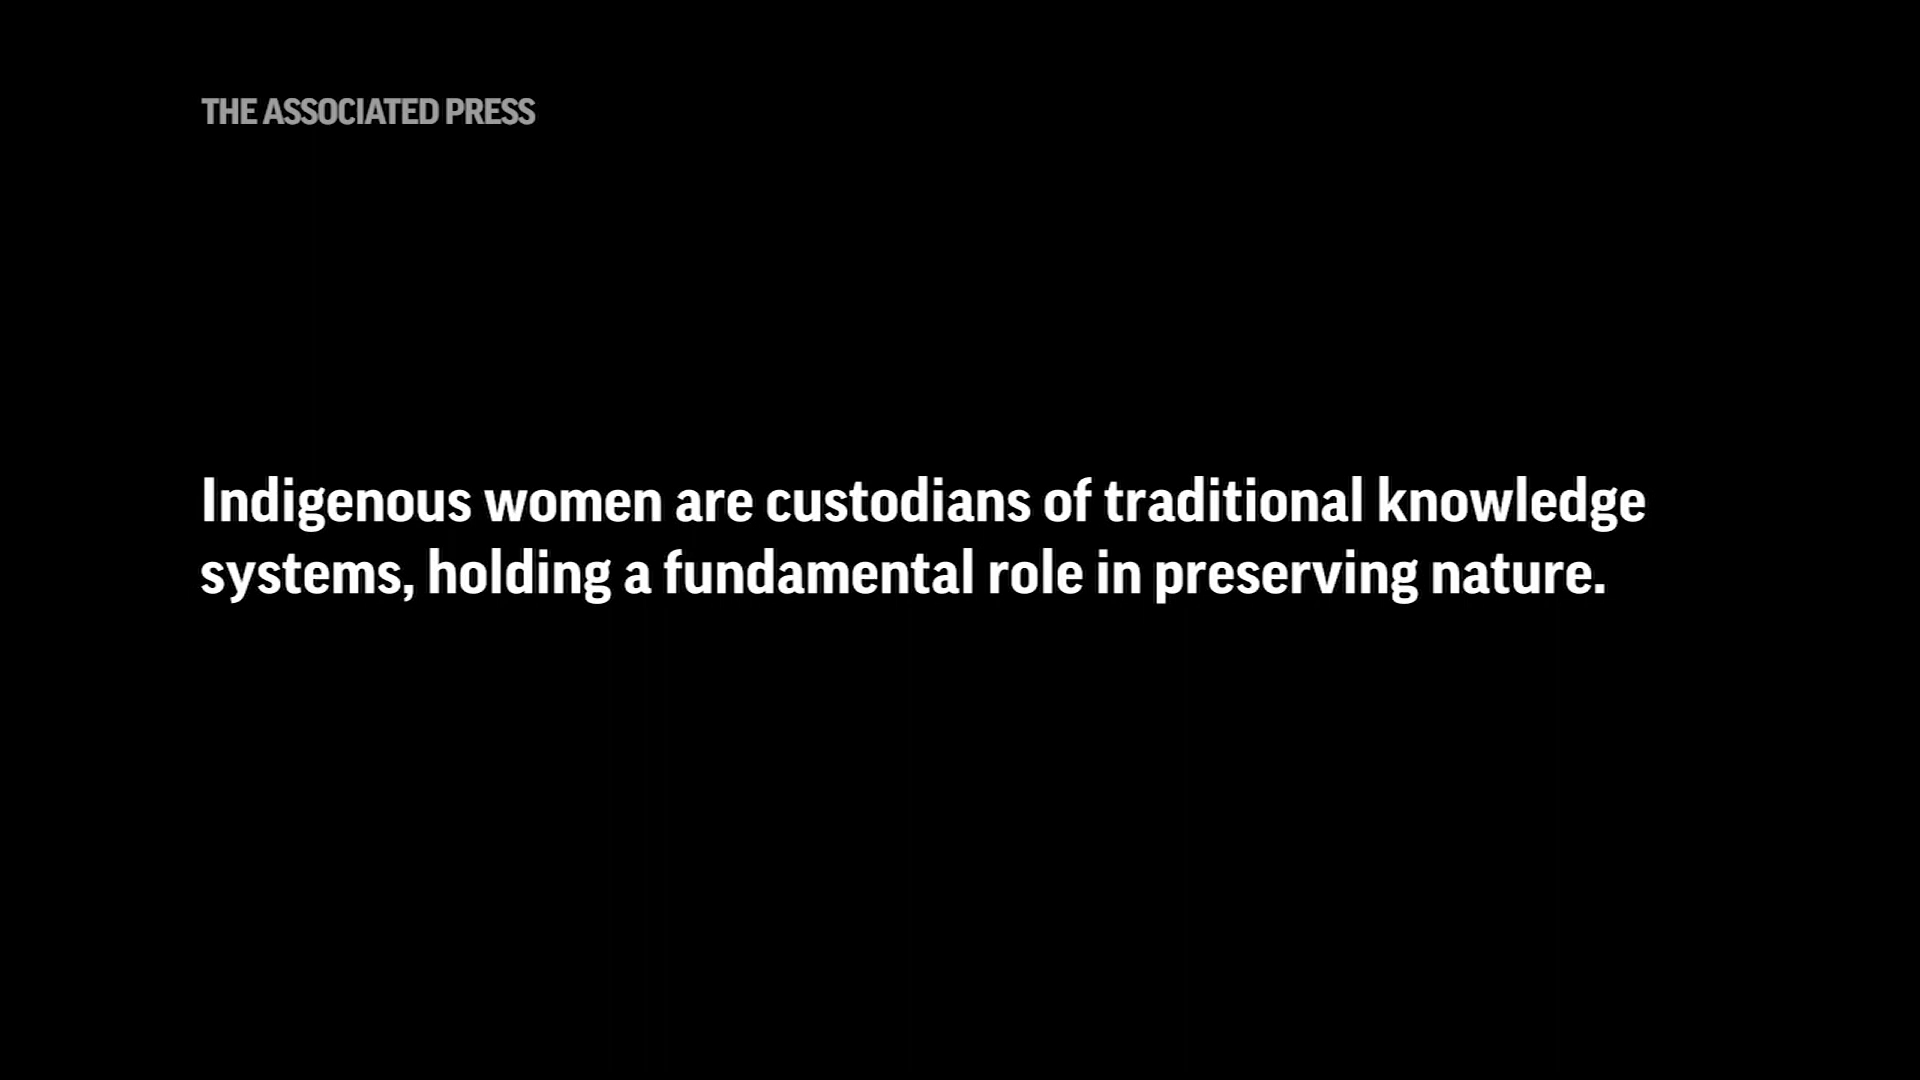 THE ASSOCIATED PRESS
Indigenous women are custodians of traditional knowledge
systems, holding a fundamental role in preserving nature.